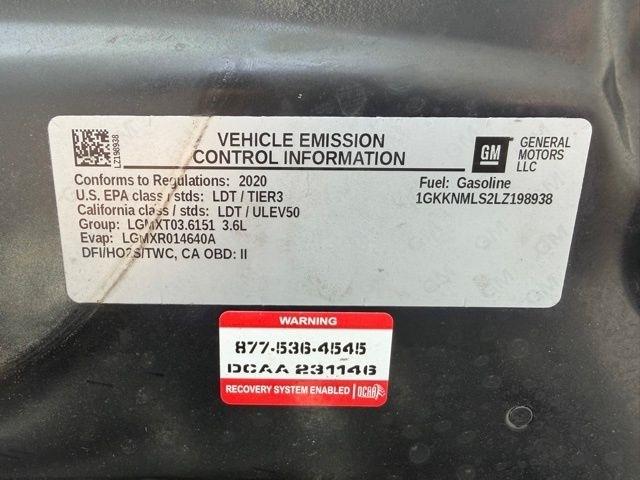 LZ198938
VEHICLE EMISSION
CONTROL INFORMATION
GM
GENERAL
MOTORS
LLC
Conforms to Regulations: 2020
U.S. EPA class / stds: LDT / TIER3
California class / stds: LDT / ULEV50
Group: LGMXT03.6151 3.6L
Evap: LGMXR014640A
DFI/HO2S/TWC, CA OBD: II
Fuel: Gasoline
1GKKNMLS2LZ198938
WARNING
877-536-4545
DCAA 231146
RECOVERY SYSTEM ENABLED DCAA